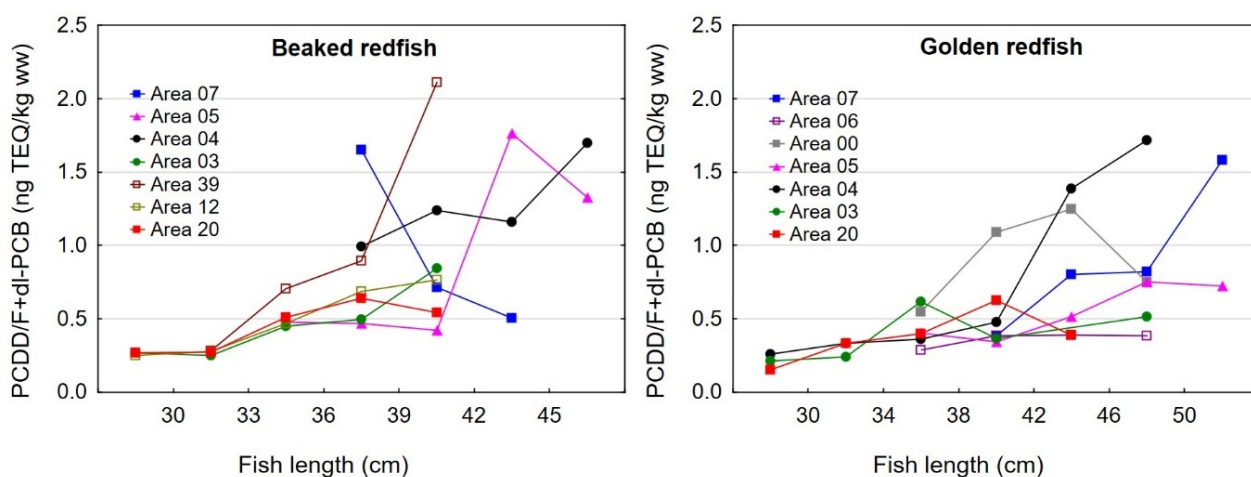 Beaked redfish
PCDD/F+dl-PCB (ng TEQ/kg ww)
2.5
2.0
1.5
1.0
0.5
0.0
Area 07
Area 05
Area 04
Area 03
Area 39
Area 12
Area 20
30 33 36 39 42 45
Fish length (cm)
Golden redfish
PCDD/F+dl-PCB (ng TEQ/kg ww)
2.5
2.0
1.5
1.0
0.5
0.0
Area 07
Area 06
Area 00
Area 05
Area 04
Area 03
Area 20
30 34 38 42 46 50
Fish length (cm)